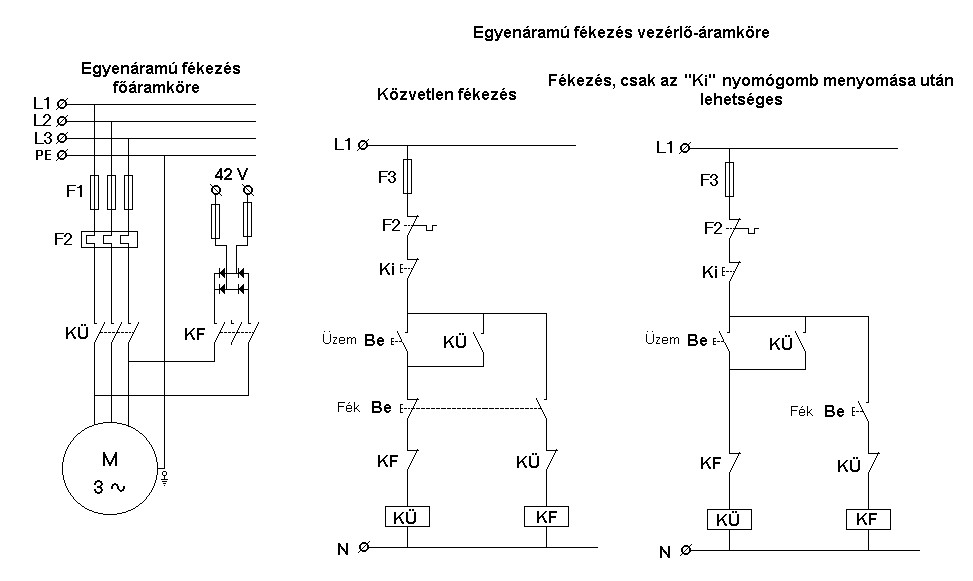 Egyenáramú fékezés vezérlő-áramköre
Egyenáramú fékezés
főáramköre
L1
L2
L3
PE
F1
42 V
F2
KÜ
KF
M
3 ~
Közvetlen fékezés
L1
F3
F2
Ki
Üzem Be
KÜ
Fék Be
KF
KÜ
KÜ
KF
N
Fékezés, csak az "Ki" nyomógomb menyomása után
lehetséges
L1
F3
F2
Ki
Üzem Be
KÜ
Fék Be
KF
KÜ
KÜ
KF
N